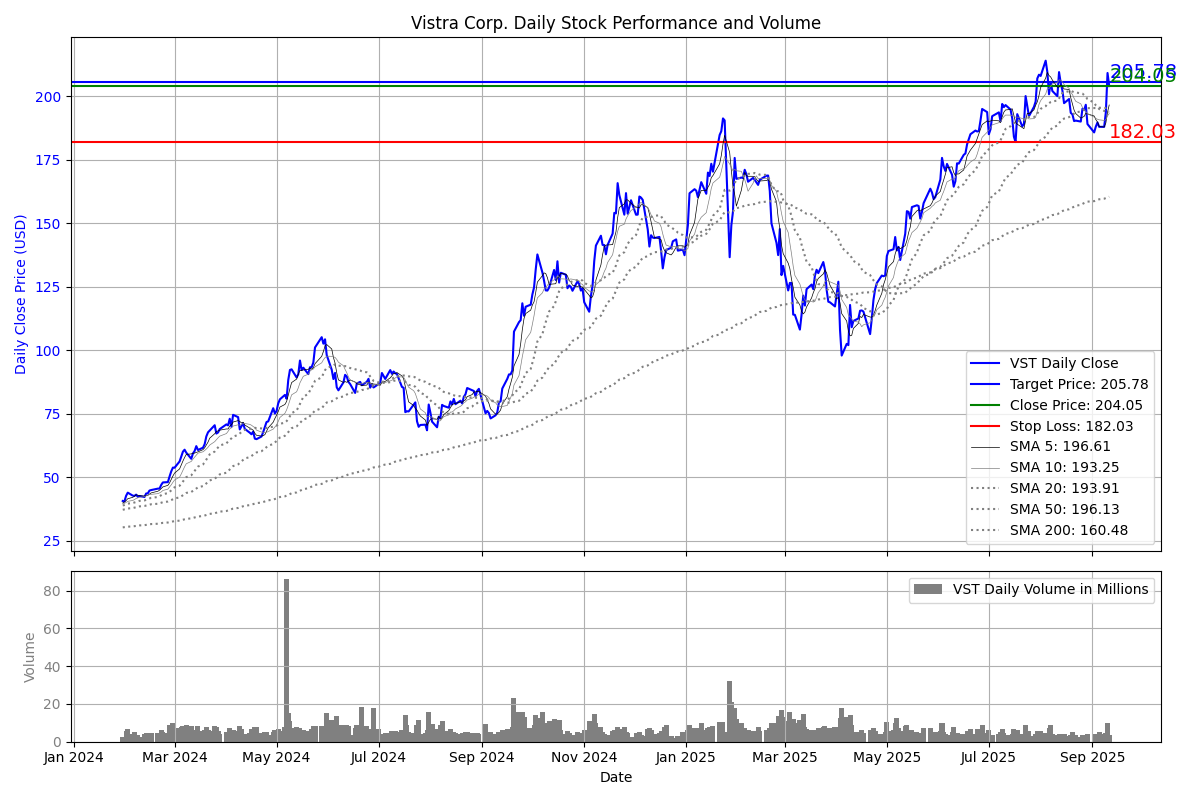 Vistra Corp. Daily Stock Performance and Volume
Daily Close Price (USD)
200
175
150
125
100
75
50
25
205.78
204.05
182.03
VST Daily Close
Target Price: 205.78
Close Price: 204.05
Stop Loss: 182.03
SMA 5: 196.61
SMA 10: 193.25
SMA 20: 193.91
SMA 50: 196.13
SMA 200: 160.48
Volume
80
60
40
20
0
VST Daily Volume in Millions
Jan 2024 Mar 2024 May 2024 Jul 2024 Sep 2024 Nov 2024 Jan 2025 Mar 2025 May 2025 Jul 2025 Sep 2025
Date